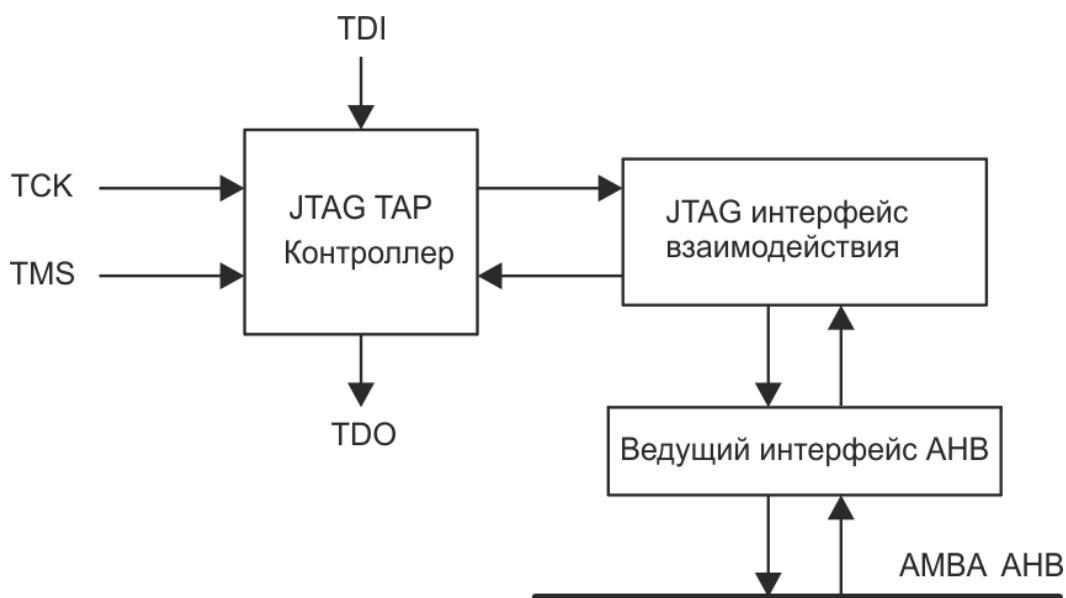 TDI
TCK
JTAG TAP
Контроллер
TMS
JTAG интерфейс
взаимодействия
TDO
Ведущий интерфейс AHB
AMBA AHB